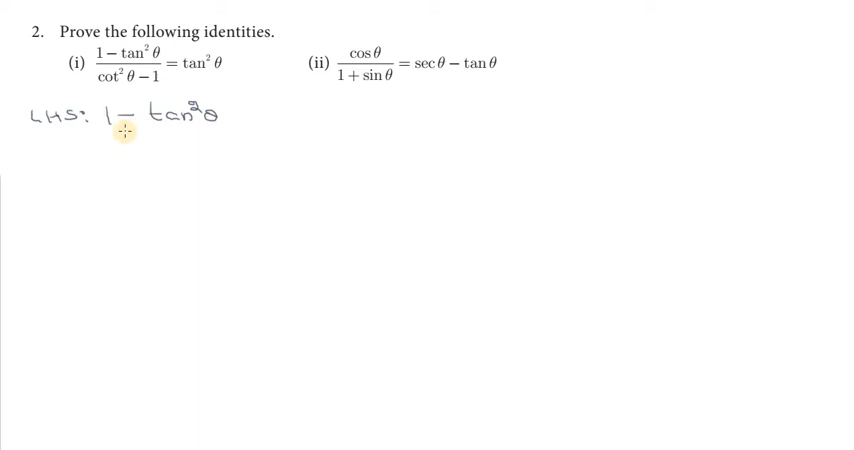 2. Prove the following identities.
(i) (1 − tan² θ)/(cot² θ − 1) = tan² θ (ii) cos θ/(1 + sin θ) = sec θ − tan θ
LHS: 1 − tan²θ